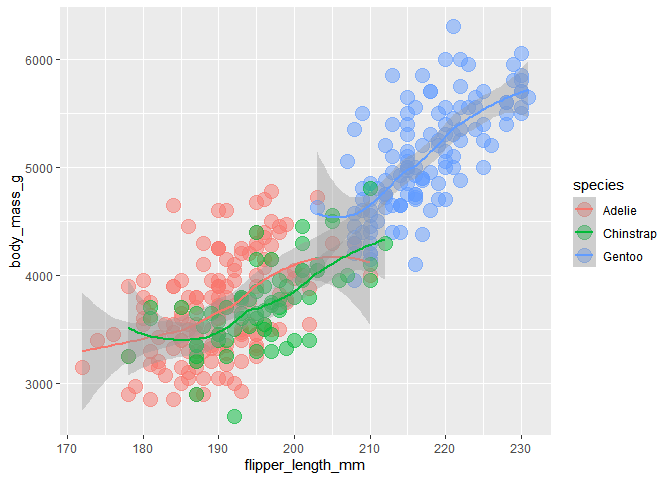 6000
5000
4000
3000
body_mass_g
170
180
190
200
210
220
230
flipper_length_mm
species
Adelie
Chinstrap
Gentoo